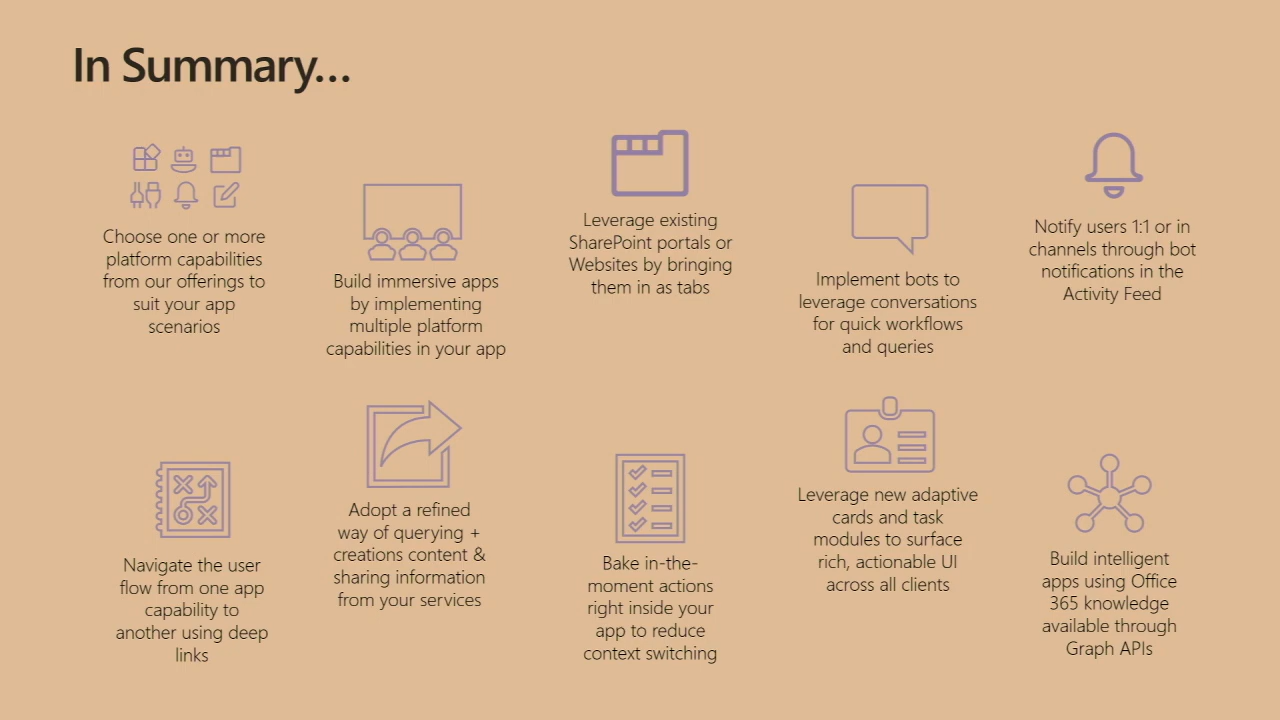 In Summary...
Choose one or more
platform capabilities
from our offerings to
suit your app
scenarios
Build immersive apps
by implementing
multiple platform
capabilities in your app
Leverage existing
SharePoint portals or
Websites by bringing
them in as tabs
Implement bots to
leverage conversations
for quick workflows
and queries
Notify users 1:1 or in
channels through bot
notifications in the
Activity Feed
Navigate the user
flow from one app
capability to
another using deep
links
Adopt a refined
way of querying +
creations content &
sharing information
from your services
Bake in-the-
moment actions
right inside your
app to reduce
context switching
Leverage new adaptive
cards and task
modules to surface
rich, actionable UI
across all clients
Build intelligent
apps using Office
365 knowledge
available through
Graph APIs